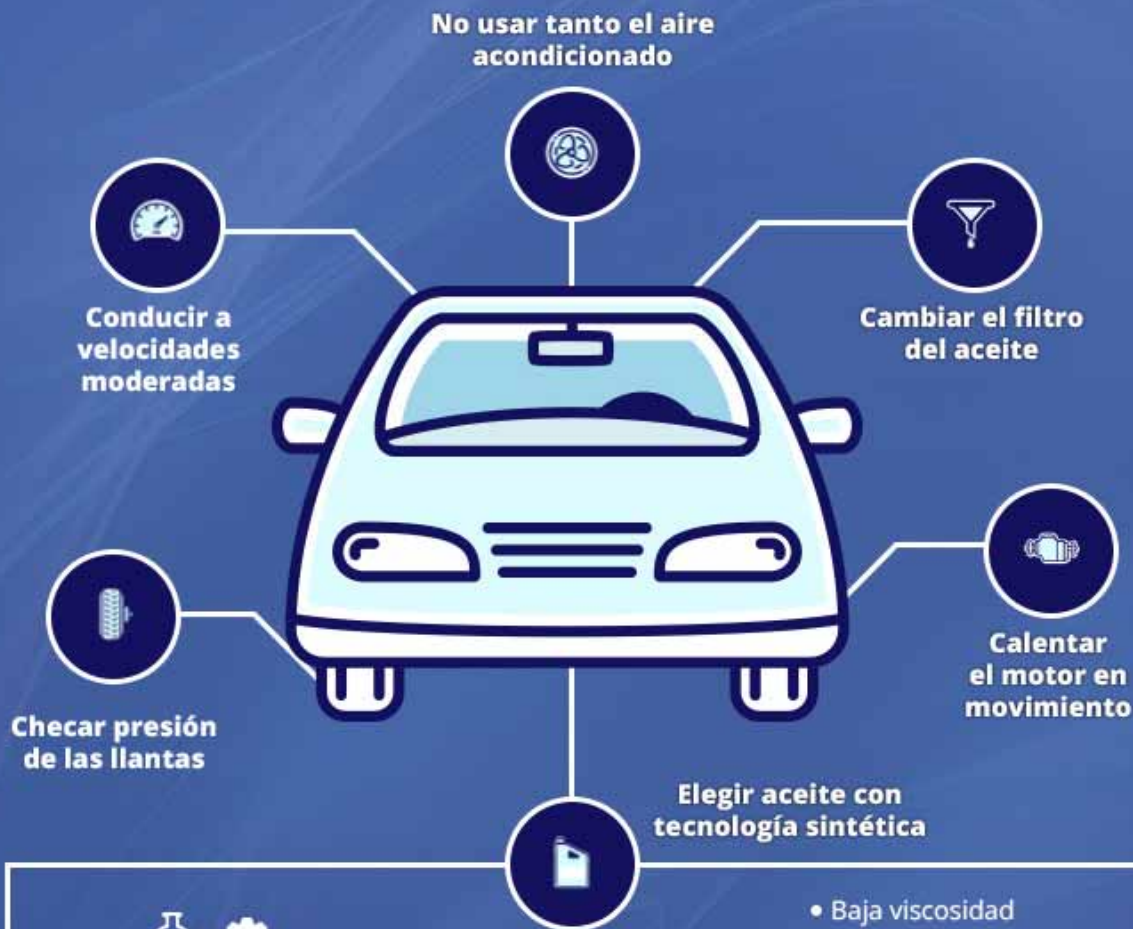 No usar tanto el aire
acondicionado
Conducir a
velocidades
moderadas
Cambiar el filtro
del aceite
Calentar
el motor en
movimiento
Checar presión
de las llantas
Elegir aceite con
tecnología sintética
• Baja viscosidad